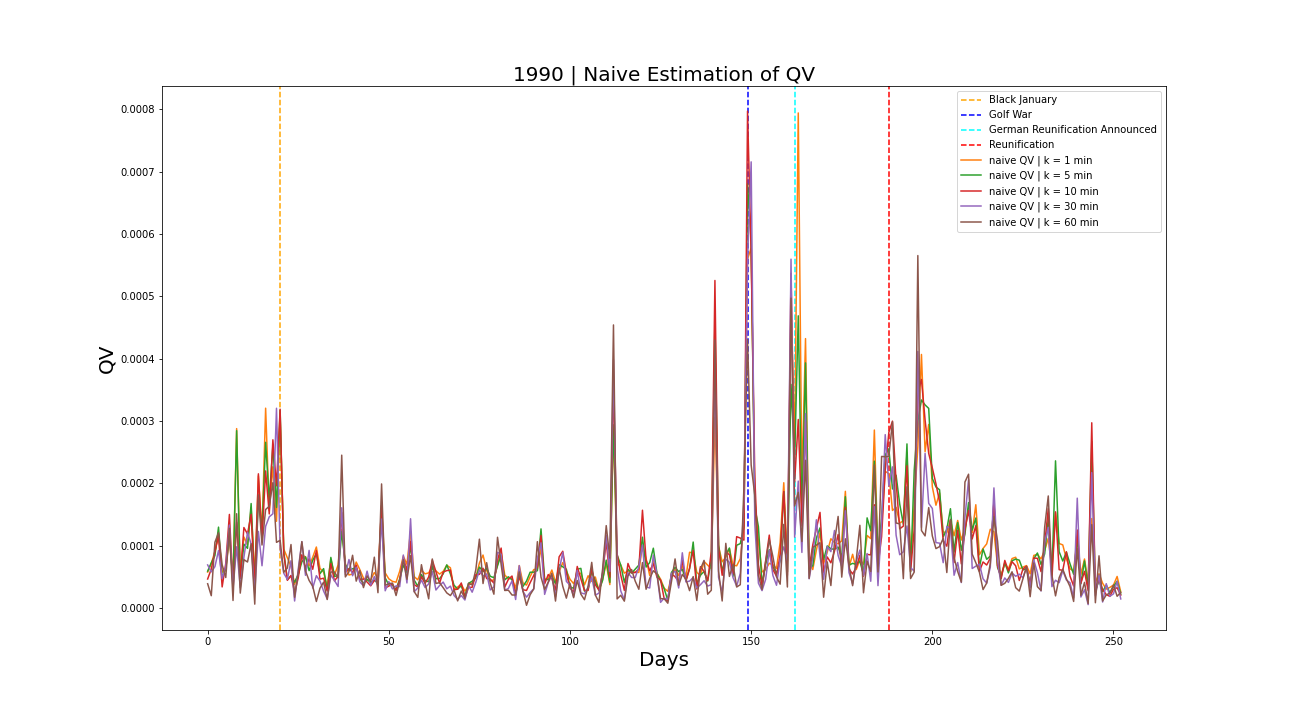 1990 | Naive Estimation of QV
0.0008
0.0007
0.0006
0.0005
0.0004
0.0003
0.0002
0.0001
0.0000
QV
Black January
Golf War
German Reunification Announced
Reunification
naive QV | k = 1 min
naive QV | k = 5 min
naive QV | k = 10 min
naive QV | k = 30 min
naive QV | k = 60 min
0 50 100 150 200 250
Days